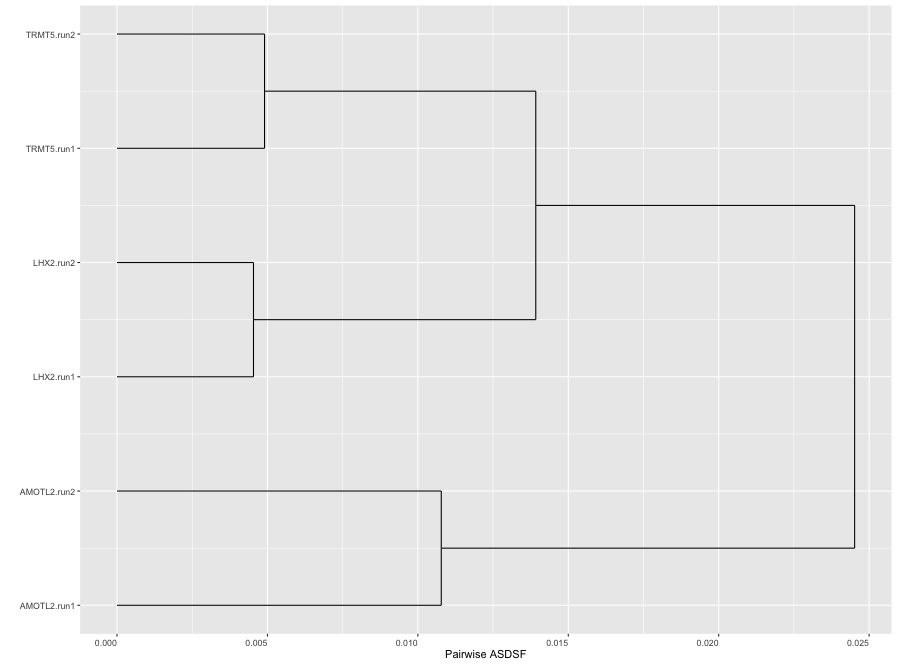 TRMT5.run2
TRMT5.run1
LHX2.run2
LHX2.run1
AMOTL2.run2
AMOTL2.run1
0.000 0.005 0.010 0.015 0.020 0.025
Pairwise ASDSF